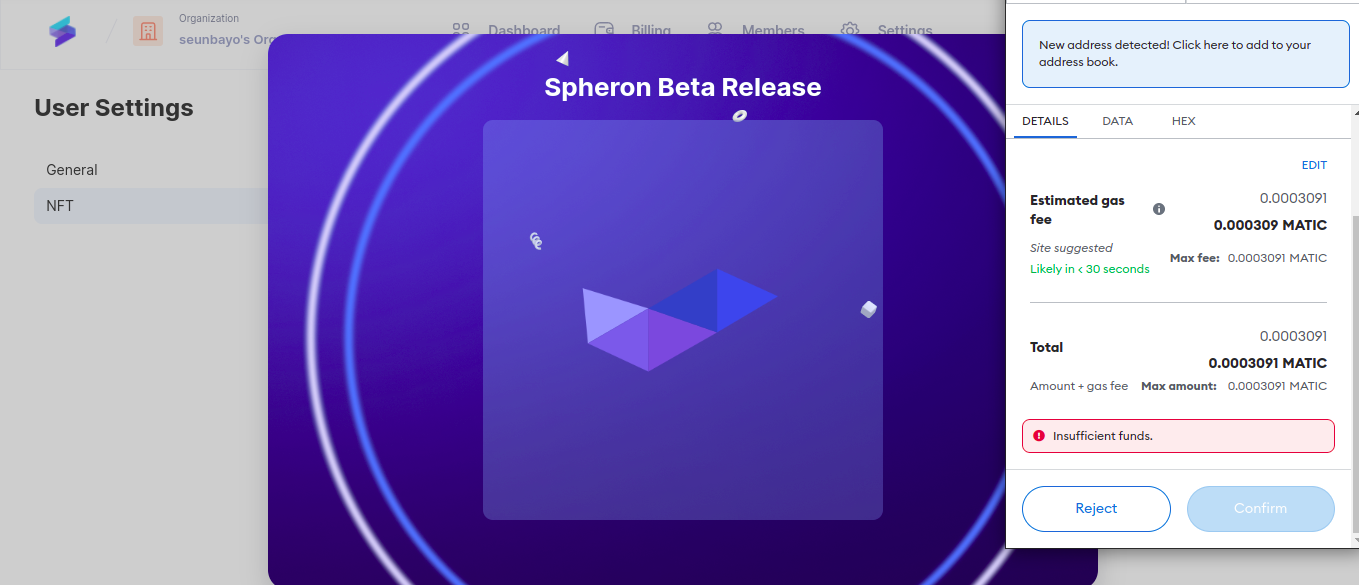 Organization
seunbayo's Org
Dashboard
Billing
Members
Settings
User Settings
General
NFT
Spheron Beta Release
New address detected! Click here to add to your
address book.
DETAILS
DATA
HEX
EDIT
Estimated gas
fee
0.0003091
0.000309 MATIC
Site suggested
Likely in < 30 seconds
Max fee: 0.0003091 MATIC
Total
0.0003091
0.0003091 MATIC
Amount + gas fee
Max amount: 0.0003091 MATIC
Insufficient funds.
Reject
Confirm